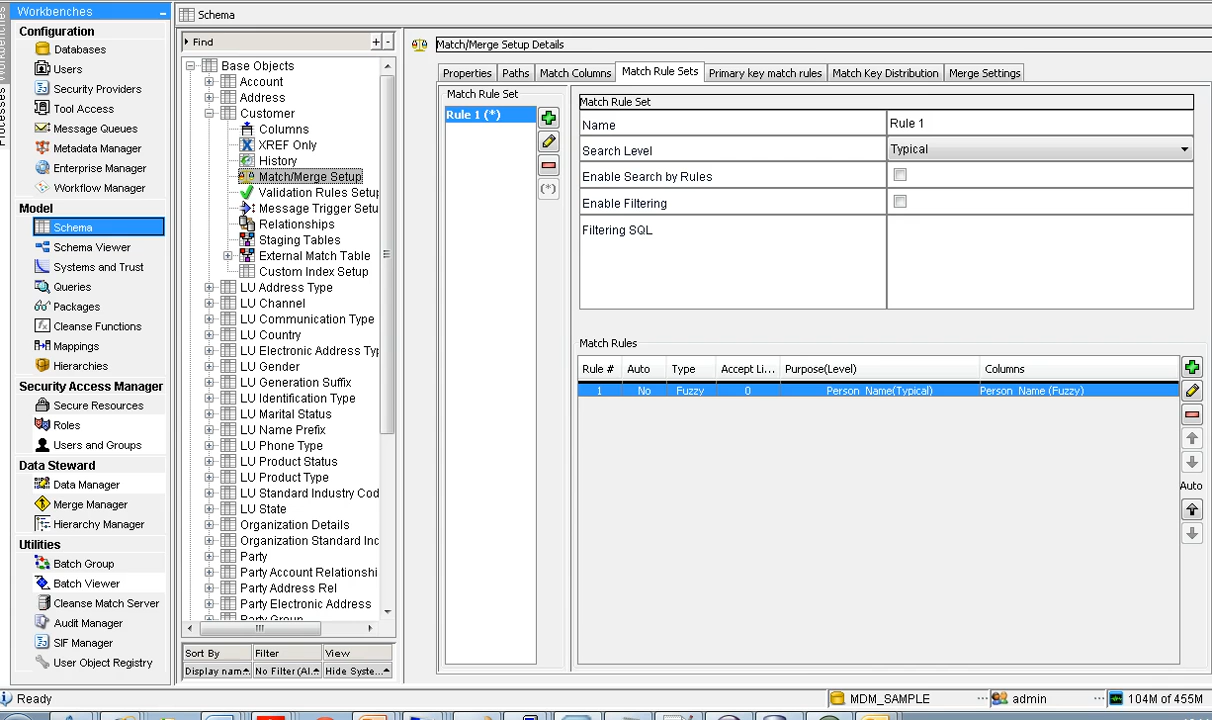 Workbenches
Configuration
Databases
Users
Security Providers
Tool Access
Message Queues
Metadata Manager
Enterprise Manager
Workflow Manager
Model
Schema
Schema Viewer
Systems and Trust
Queries
Packages
Cleanse Functions
Mappings
Hierarchies
Security Access Manager
Secure Resources
Roles
Users and Groups
Data Steward
Data Manager
Merge Manager
Hierarchy Manager
Utilities
Batch Group
Batch Viewer
Cleanse Match Server
Audit Manager
SIF Manager
User Object Registry
Processes
Workbenches
Schema
Find
Base Objects
Account
Address
Customer
Columns
XREF Only
History
Match/Merge Setup
Validation Rules Setup
Message Trigger Setu
Relationships
Staging Tables
External Match Table
Custom Index Setup
LU Address Type
LU Channel
LU Communication Type
LU Country
LU Electronic Address Typ
LU Gender
LU Generation Suffix
LU Identification Type
LU Marital Status
LU Name Prefix
LU Phone Type
LU Product Status
LU Product Type
LU Standard Industry Cod
LU State
Organization Details
Organization Standard Inc
Party
Party Account Relationshi
Party Address Rel
Party Electronic Address
Party Group
Sort By Filter View
Display nam... No Filter (Al... Hide Syste...
Match/Merge Setup Details
Properties Paths Match Columns Match Rule Sets Primary key match rules Match Key Distribution Merge Settings
Match Rule Set
Rule 1 (*)
(*)
Match Rule Set
Name Rule 1
Search Level Typical
Enable Search by Rules
Enable Filtering
Filtering SQL
Match Rules
Rule # Auto Type Accept Li... Purpose(Level) Columns
1 No Fuzzy 0 Person_Name(Typical) Person_Name (Fuzzy)
Auto
Ready MDM_SAMPLE admin 104M of 455M